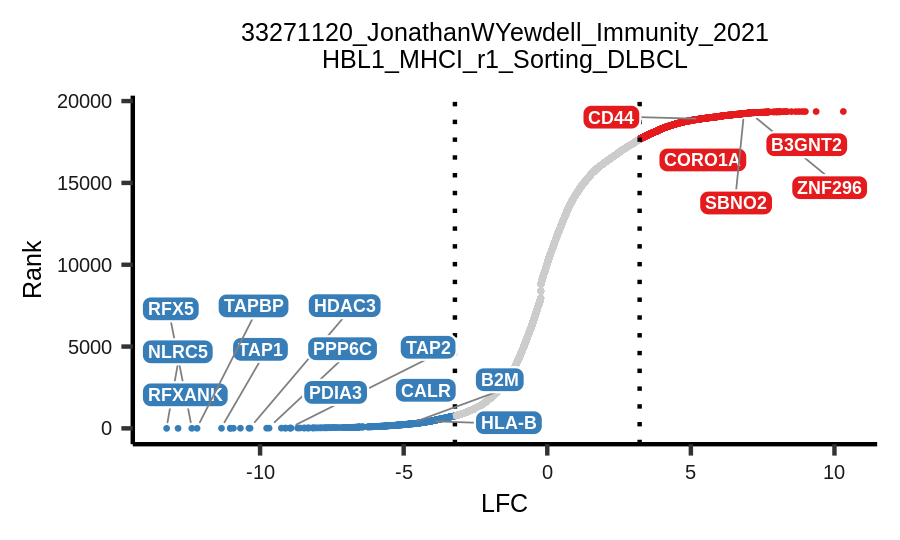 33271120_JonathanWYewdell_Immunity_2021
HBL1_MHCI_r1_Sorting_DLBCL
Rank
20000
15000
10000
5000
0
CD44
CORO1A
B3GNT2
SBNO2
ZNF296
RFX5
TAPBP
HDAC3
NLRC5
TAP1
PPP6C
TAP2
RFXANK
PDIA3
CALR
B2M
HLA-B
-10
-5
0
5
10
LFC